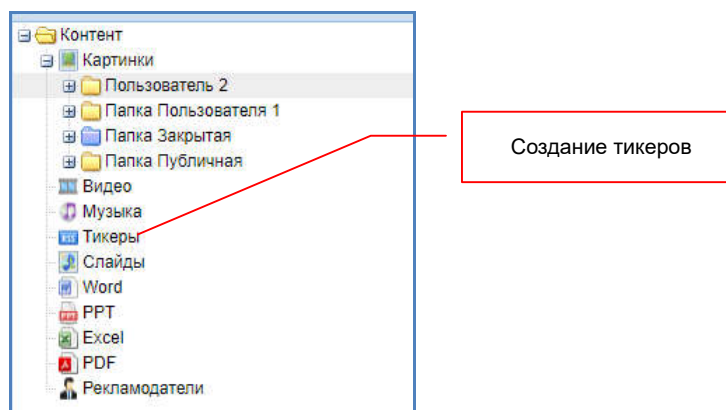 Контент
Картинки
Пользователь 2
Папка Пользователя 1
Папка Закрытая
Папка Публичная
Видео
Музыка
Тикеры
Слайды
Word
PPT
Excel
PDF
Рекламодатели
Создание тикеров